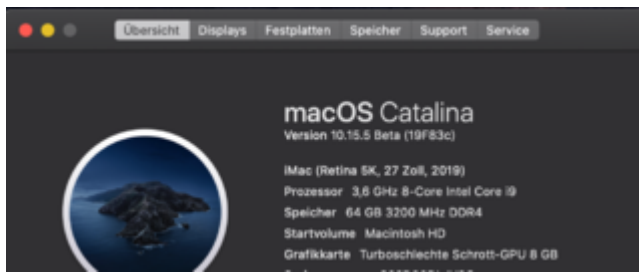 Übersicht Displays Festplatten Speicher Support Service
macOS Catalina
Version 10.15.5 Beta (19F83c)
iMac (Retina 5K, 27 Zoll, 2019)
Prozessor 3,6 GHz 8-Core Intel Core i9
Speicher 64 GB 3200 MHz DDR4
Startvolume Macintosh HD
Grafikkarte Turboschlechte Schrott-GPU 8 GB